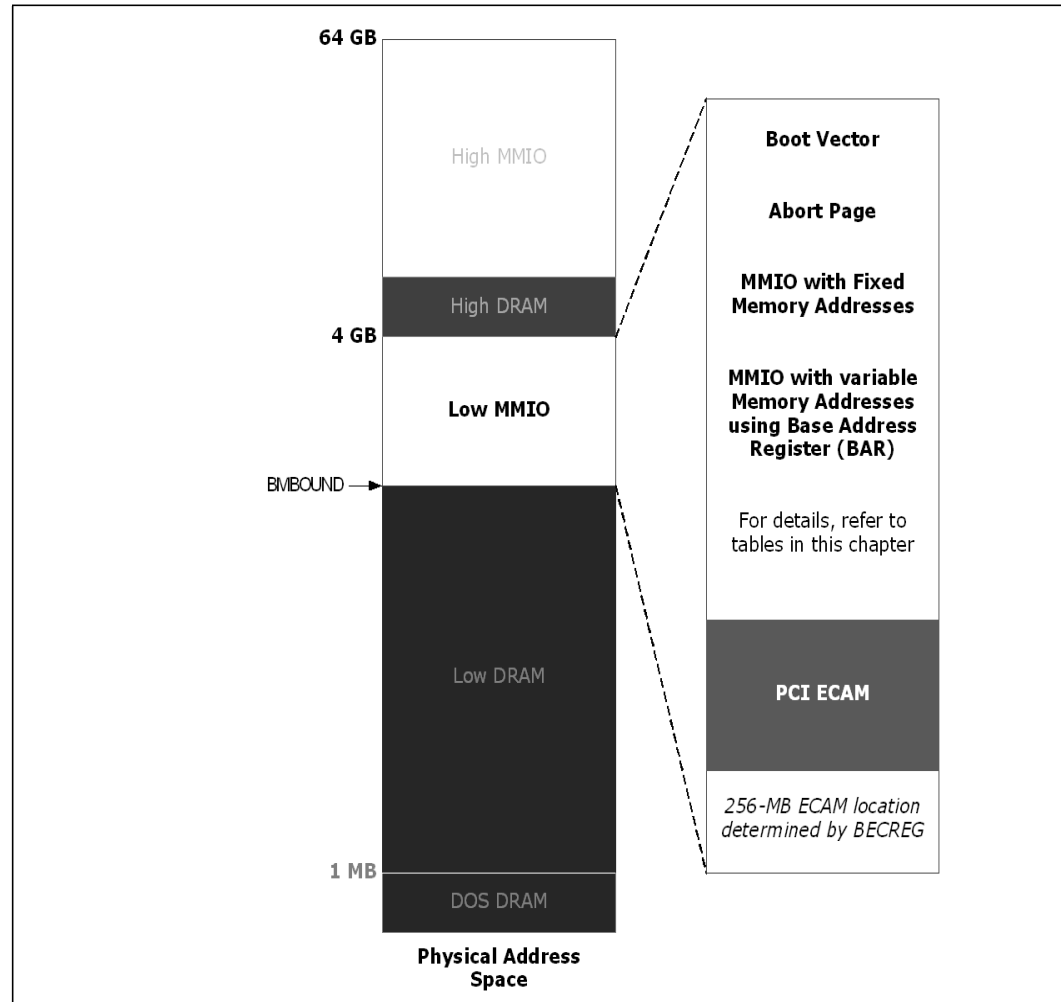 64 GB
High MMIO
High DRAM
4 GB
Low MMIO
BMBOUND
Low DRAM
1 MB
DOS DRAM
Physical Address
Space
Boot Vector
Abort Page
MMIO with Fixed
Memory Addresses
MMIO with variable
Memory Addresses
using Base Address
Register (BAR)
For details, refer to
tables in this chapter
PCI ECAM
256-MB ECAM location
determined by BECREG